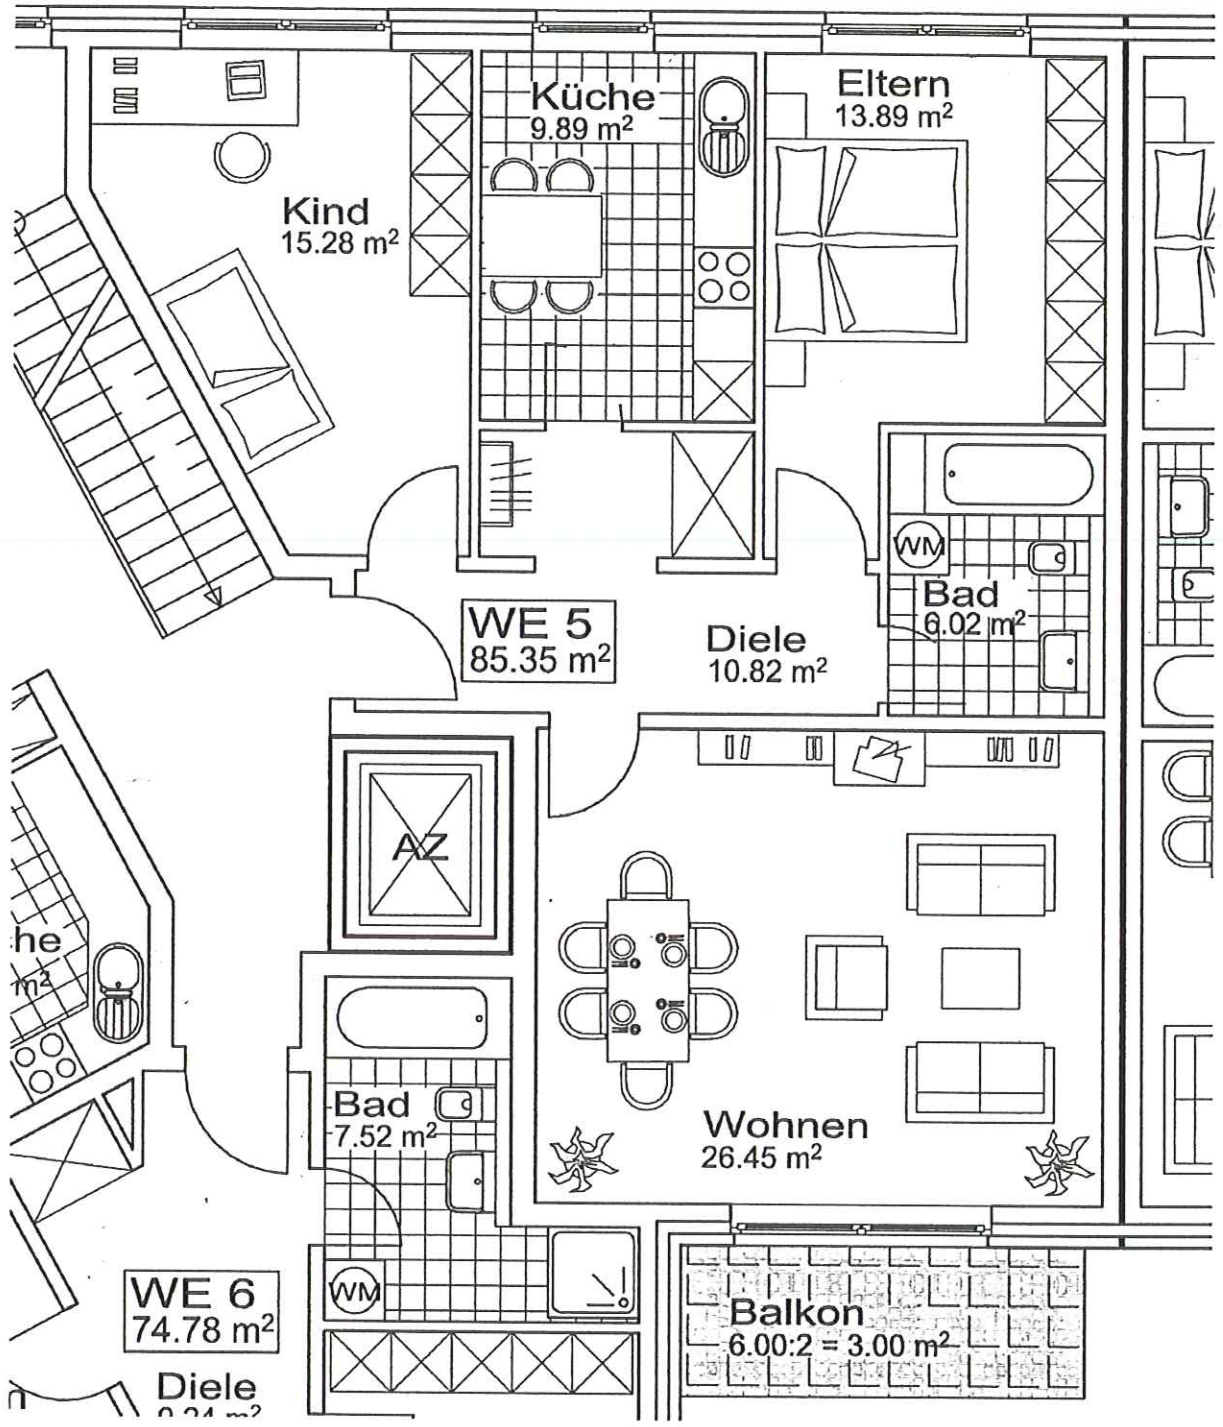 Küche
9.89 m²
Eltern
13.89 m²
Kind
15.28 m²
WM
Bad
6.02 m²
WE 5
85.35 m²
Diele
10.82 m²
AZ
he
m²
Bad
7.52 m²
Wohnen
26.45 m²
WM
WE 6
74.78 m²
Balkon
6.00:2 = 3.00 m²
Diele